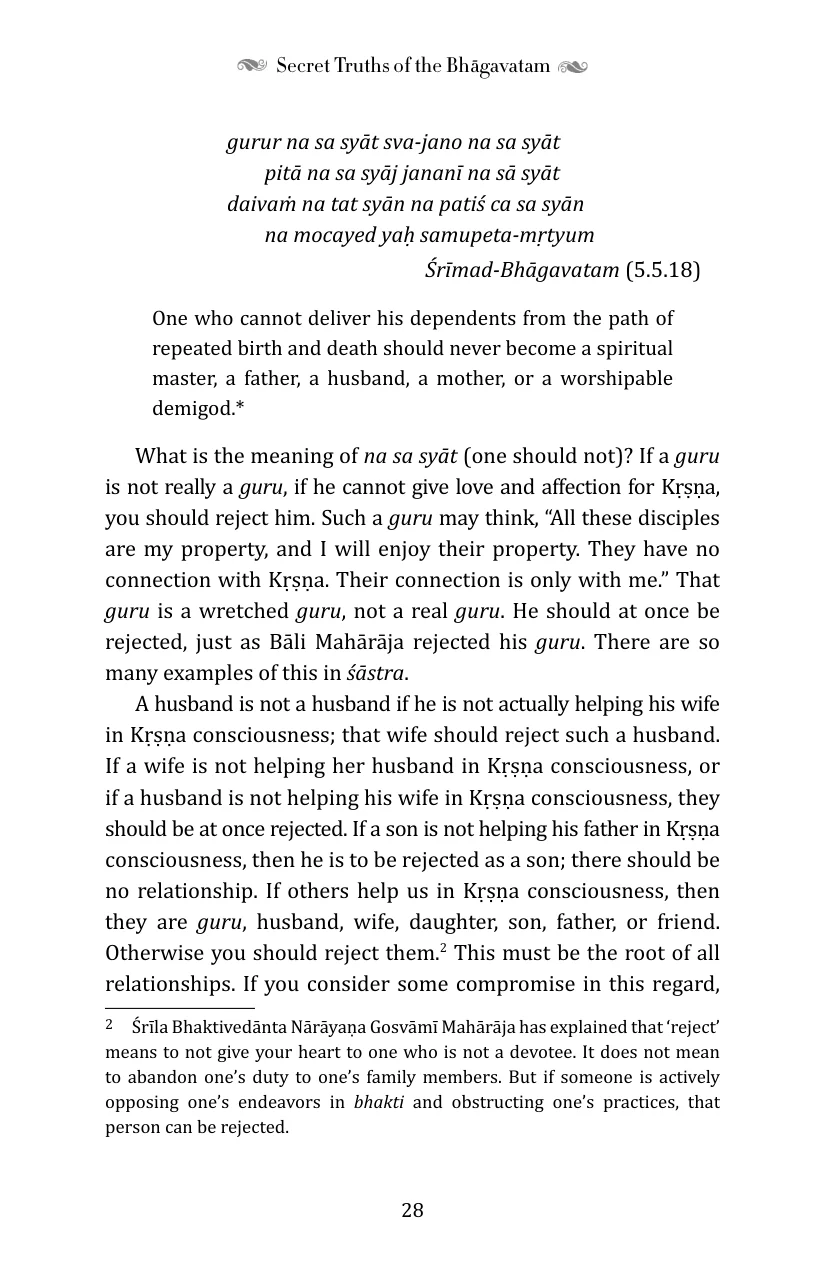 Secret Truths of the Bhāgavatam
gurur na sa syāt sva-jano na sa syāt
pitā na sa syāj jananī na sā syāt
daivaṁ na tat syān na patiś ca sa syān
na mocayed yaḥ samupeta-mṛtyum
Śrīmad-Bhāgavatam (5.5.18)
One who cannot deliver his dependents from the path of
repeated birth and death should never become a spiritual
master, a father, a husband, a mother, or a worshipable
demigod.*
What is the meaning of na sa syāt (one should not)? If a guru
is not really a guru, if he cannot give love and affection for Kṛṣṇa,
you should reject him. Such a guru may think, “All these disciples
are my property, and I will enjoy their property. They have no
connection with Kṛṣṇa. Their connection is only with me.” That
guru is a wretched guru, not a real guru. He should at once be
rejected, just as Bāli Mahārāja rejected his guru. There are so
many examples of this in śāstra.
A husband is not a husband if he is not actually helping his wife
in Kṛṣṇa consciousness; that wife should reject such a husband.
If a wife is not helping her husband in Kṛṣṇa consciousness, or
if a husband is not helping his wife in Kṛṣṇa consciousness, they
should be at once rejected. If a son is not helping his father in Kṛṣṇa
consciousness, then he is to be rejected as a son; there should be
no relationship. If others help us in Kṛṣṇa consciousness, then
they are guru, husband, wife, daughter, son, father, or friend.
Otherwise you should reject them.2 This must be the root of all
relationships. If you consider some compromise in this regard,
2 Śrīla Bhaktivedānta Nārāyaṇa Gosvāmī Mahārāja has explained that ‘reject’
means to not give your heart to one who is not a devotee. It does not mean
to abandon one’s duty to one’s family members. But if someone is actively
opposing one’s endeavors in bhakti and obstructing one’s practices, that
person can be rejected.
28